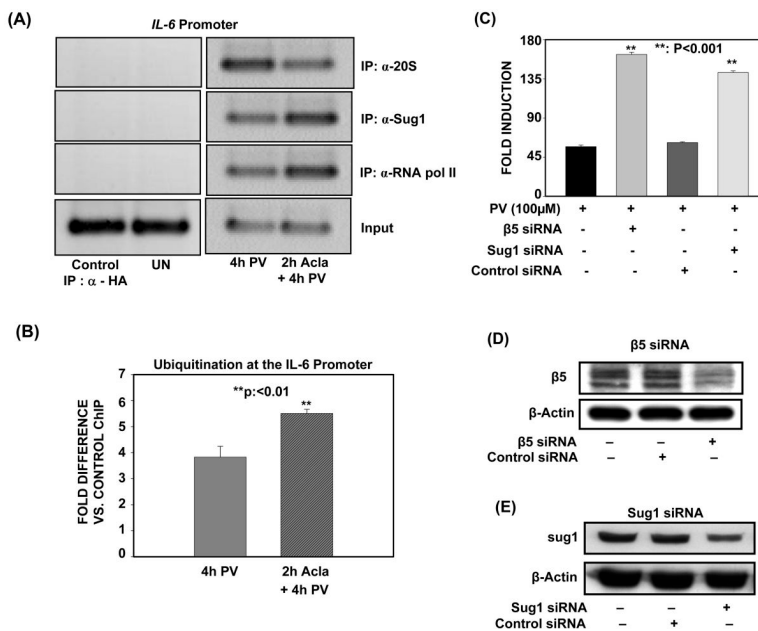 (A)
IL-6 Promoter
IP: α-20S
IP: α-Sug1
IP: α-RNA pol II
Input
Control
IP : α - HA
UN
4h PV
2h Acla
+ 4h PV
(B)
Ubiquitination at the IL-6 Promoter
**p:<0.01
**
FOLD DIFFERENCE
VS. CONTROL ChIP
7
6
5
4
3
2
1
0
4h PV
2h Acla
+ 4h PV
(C)
FOLD INDUCTION
180
135
90
45
0
**
**: P<0.001
**
PV (100µM) + + + +
β5 siRNA - + - -
Sug1 siRNA - - - +
Control siRNA - - + -
(D)
β5 siRNA
β5
β-Actin
β5 siRNA – – +
Control siRNA – + –
(E)
Sug1 siRNA
sug1
β-Actin
Sug1 siRNA – – +
Control siRNA – + –